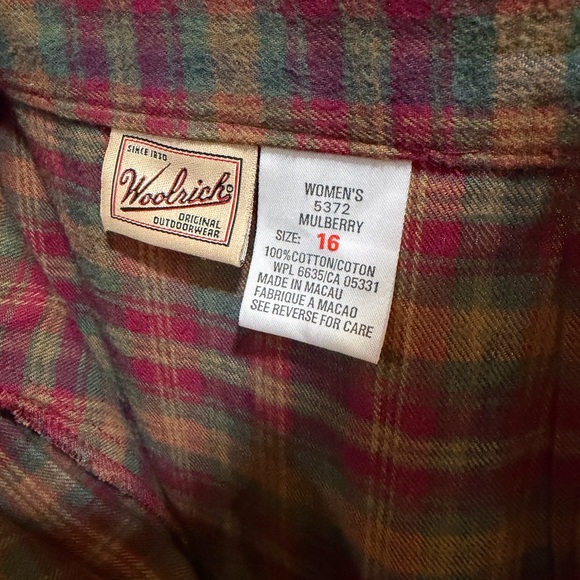 SINCE 1830
Woolrich®
ORIGINAL
OUTDOORWEAR
WOMEN'S
5372
MULBERRY
SIZE: 16
100%COTTON/COTON
WPL 6635/CA 05331
MADE IN MACAU
FABRIQUE A MACAO
SEE REVERSE FOR CARE